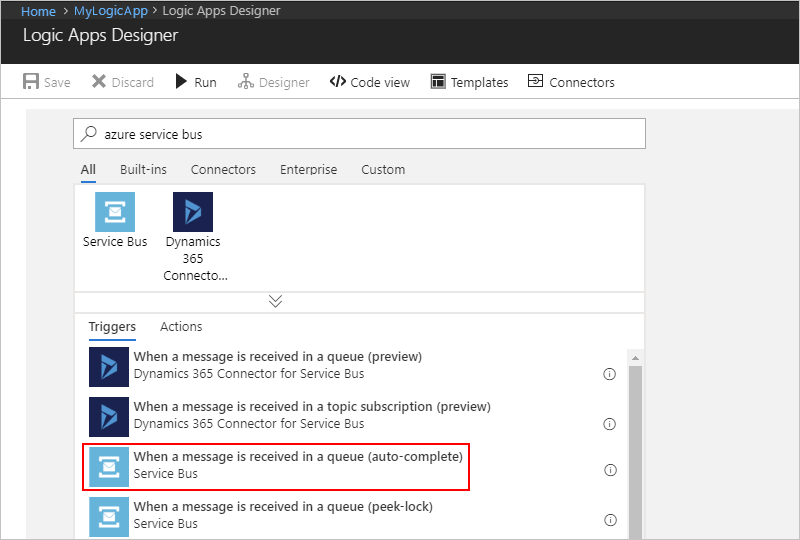 Home > MyLogicApp > Logic Apps Designer
Logic Apps Designer
Save Discard Run Designer Code view Templates Connectors
azure service bus
All Built-ins Connectors Enterprise Custom
Service Bus
Dynamics
365
Connecto...
Triggers Actions
When a message is received in a queue (preview)
Dynamics 365 Connector for Service Bus
When a message is received in a topic subscription (preview)
Dynamics 365 Connector for Service Bus
When a message is received in a queue (auto-complete)
Service Bus
When a message is received in a queue (peek-lock)
Service Bus